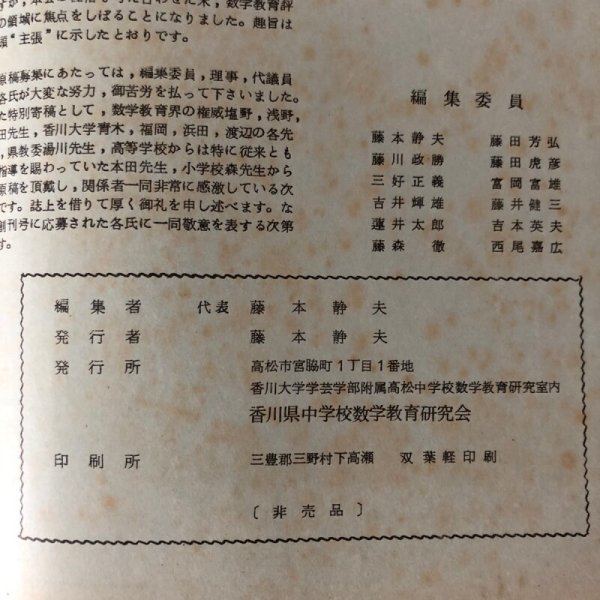 すが，
た末，数学教育評
の領域に焦点をしぼることになりました。趣旨は
頭“主張”に示したとおりです。
原稿募集にあたっては，編集委員，理事，代議員
各氏が大変な努力，御苦労を払って下さいました。
た特別寄稿として，数学教育界の権威塩野，浅野，
田先生，香川大学青木，福岡，浜田，渡辺の各先
，県教委湯川先生，高等学校からは特に従来とも
指導を賜わっていた本田先生，小学校森先生から
原稿を頂戴し，関係者一同非常に感激している次
です。誌上を借りて厚く御礼を申し述べます。な
創刊号に応募された各氏に一同敬意を表する次第
す。
編集委員
藤本静夫 藤田芳弘
藤川政勝 藤田虎彦
三好正義 富岡富雄
吉井輝雄 藤井健三
蓮井太郎 吉本英夫
藤森徹 西尾嘉広
編集者 代表 藤本静夫
発行者 藤本静夫
発行所 高松市宮脇町1丁目1番地
香川大学学芸学部附属高松中学校数学教育研究室内
香川県中学校数学教育研究会
印刷所 三豊郡三野村下高瀬 双葉軽印刷
〔非売品〕